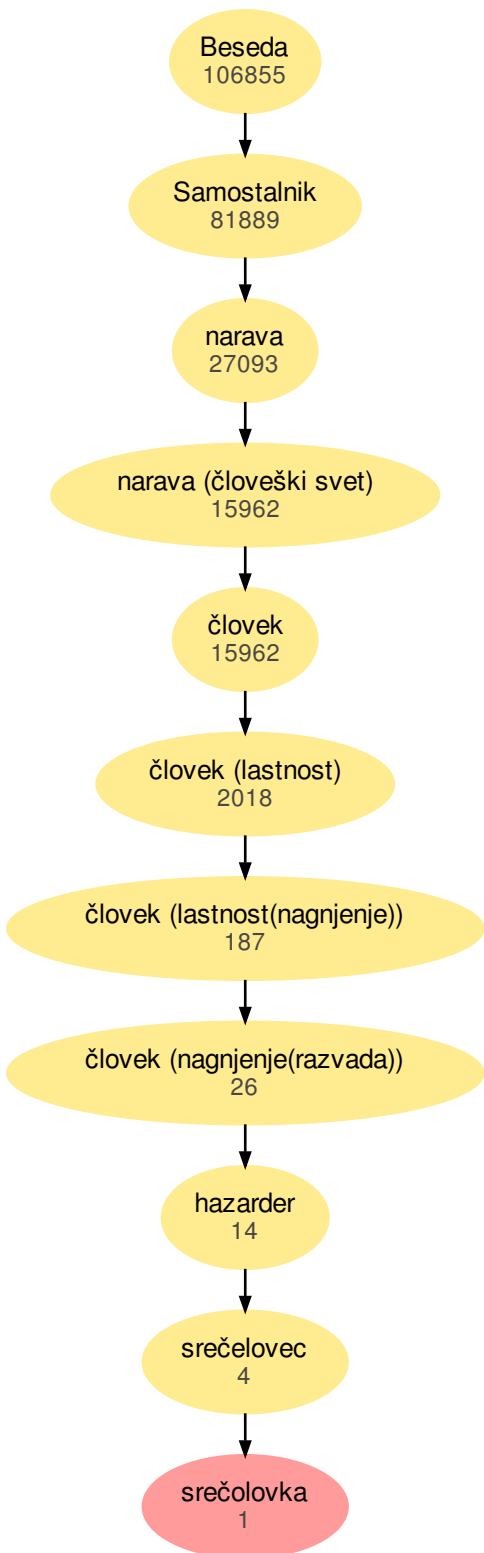 Beseda
106855
Samostalnik
81889
narava
27093
narava (človeški svet)
15962
človek
15962
človek (lastnost)
2018
človek (lastnost(nagnjenje))
187
človek (nagnjenje(razvada))
26
hazarder
14
srečelovec
4
srečolovka
1